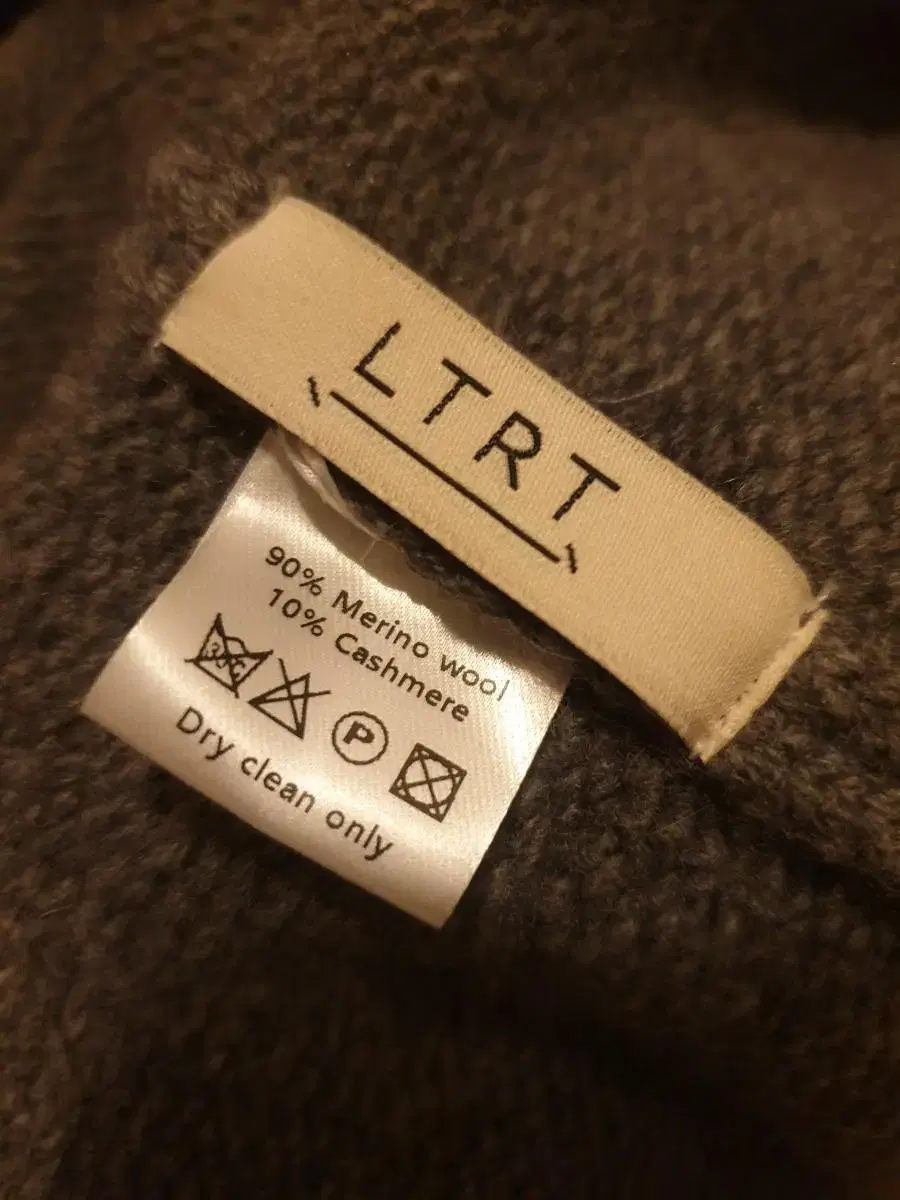 LTRT
90% Merino wool
10% Cashmere
30°C
P
Dry clean only